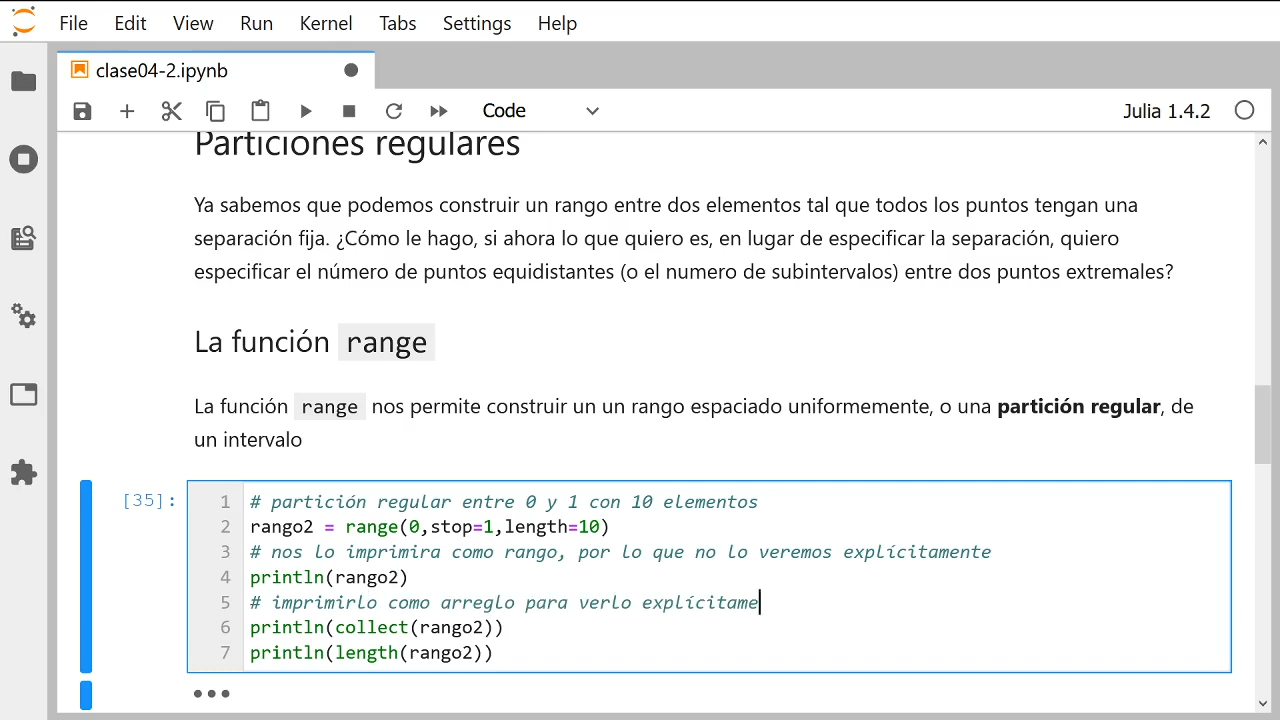 File Edit View Run Kernel Tabs Settings Help
clase04-2.ipynb
Code
Julia 1.4.2
Particiones regulares
Ya sabemos que podemos construir un rango entre dos elementos tal que todos los puntos tengan una
separación fija. ¿Cómo le hago, si ahora lo que quiero es, en lugar de especificar la separación, quiero
especificar el número de puntos equidistantes (o el numero de subintervalos) entre dos puntos extremales?
La función range
La función range nos permite construir un un rango espaciado uniformemente, o una partición regular, de
un intervalo
[35]:
1 # partición regular entre 0 y 1 con 10 elementos
2 rango2 = range(0,stop=1,length=10)
3 # nos lo imprimira como rango, por lo que no lo veremos explícitamente
4 println(rango2)
5 # imprimirlo como arreglo para verlo explícitame
6 println(collect(rango2))
7 println(length(rango2))